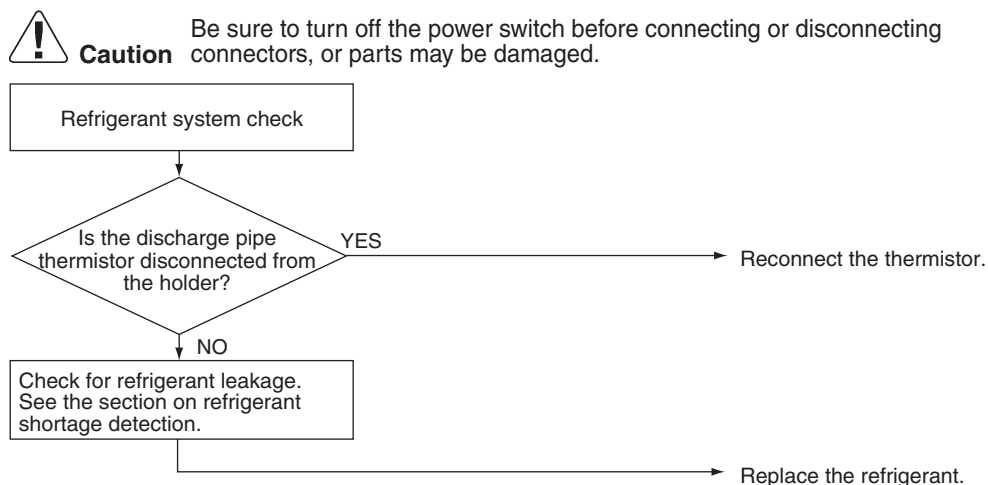 Be sure to turn off the power switch before connecting or disconnecting
Caution connectors, or parts may be damaged.
Refrigerant system check
Is the discharge pipe
thermistor disconnected from
the holder?
YES
Reconnect the thermistor.
NO
Check for refrigerant leakage.
See the section on refrigerant
shortage detection.
Replace the refrigerant.